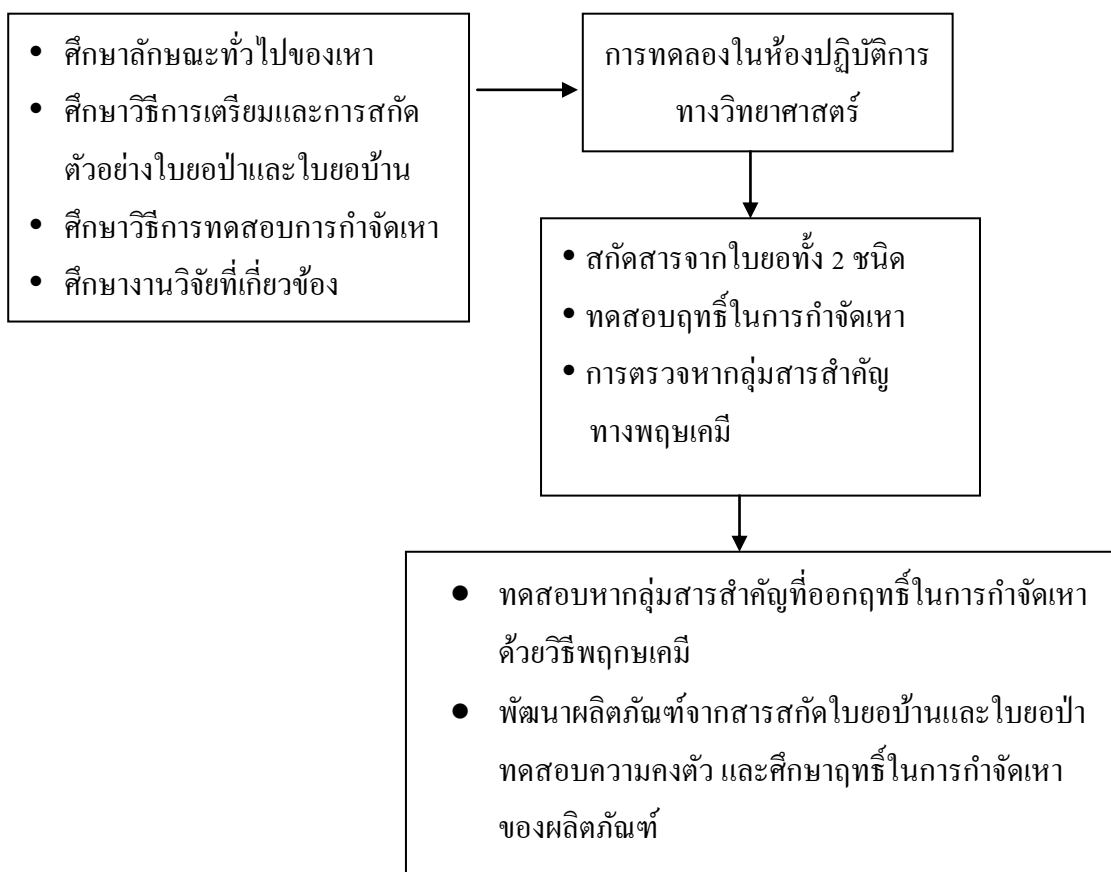 • ศึกษาลักษณะทั่วไปของเหา
• ศึกษาวิธีการเตรียมและการสกัด
ตัวอย่างใบยอป่าและใบยอบ้าน
• ศึกษาวิธีการทดสอบการกำจัดเหา
• ศึกษางานวิจัยที่เกี่ยวข้อง
การทดลองในห้องปฏิบัติการ
ทางวิทยาศาสตร์
• สกัดสารจากใบยอทั้ง 2 ชนิด
• ทดสอบฤทธิ์ในการกำจัดเหา
• การตรวจหากลุ่มสารสำคัญ
ทางพฤษเคมี
• ทดสอบหากลุ่มสารสำคัญที่ออกฤทธิ์ในการกำจัดเหา
ด้วยวิธีพฤกษเคมี
• พัฒนาผลิตภัณฑ์จากสารสกัดใบยอบ้านและใบยอป่า
ทดสอบความคงตัว และศึกษาฤทธิ์ในการกำจัดเหา
ของผลิตภัณฑ์